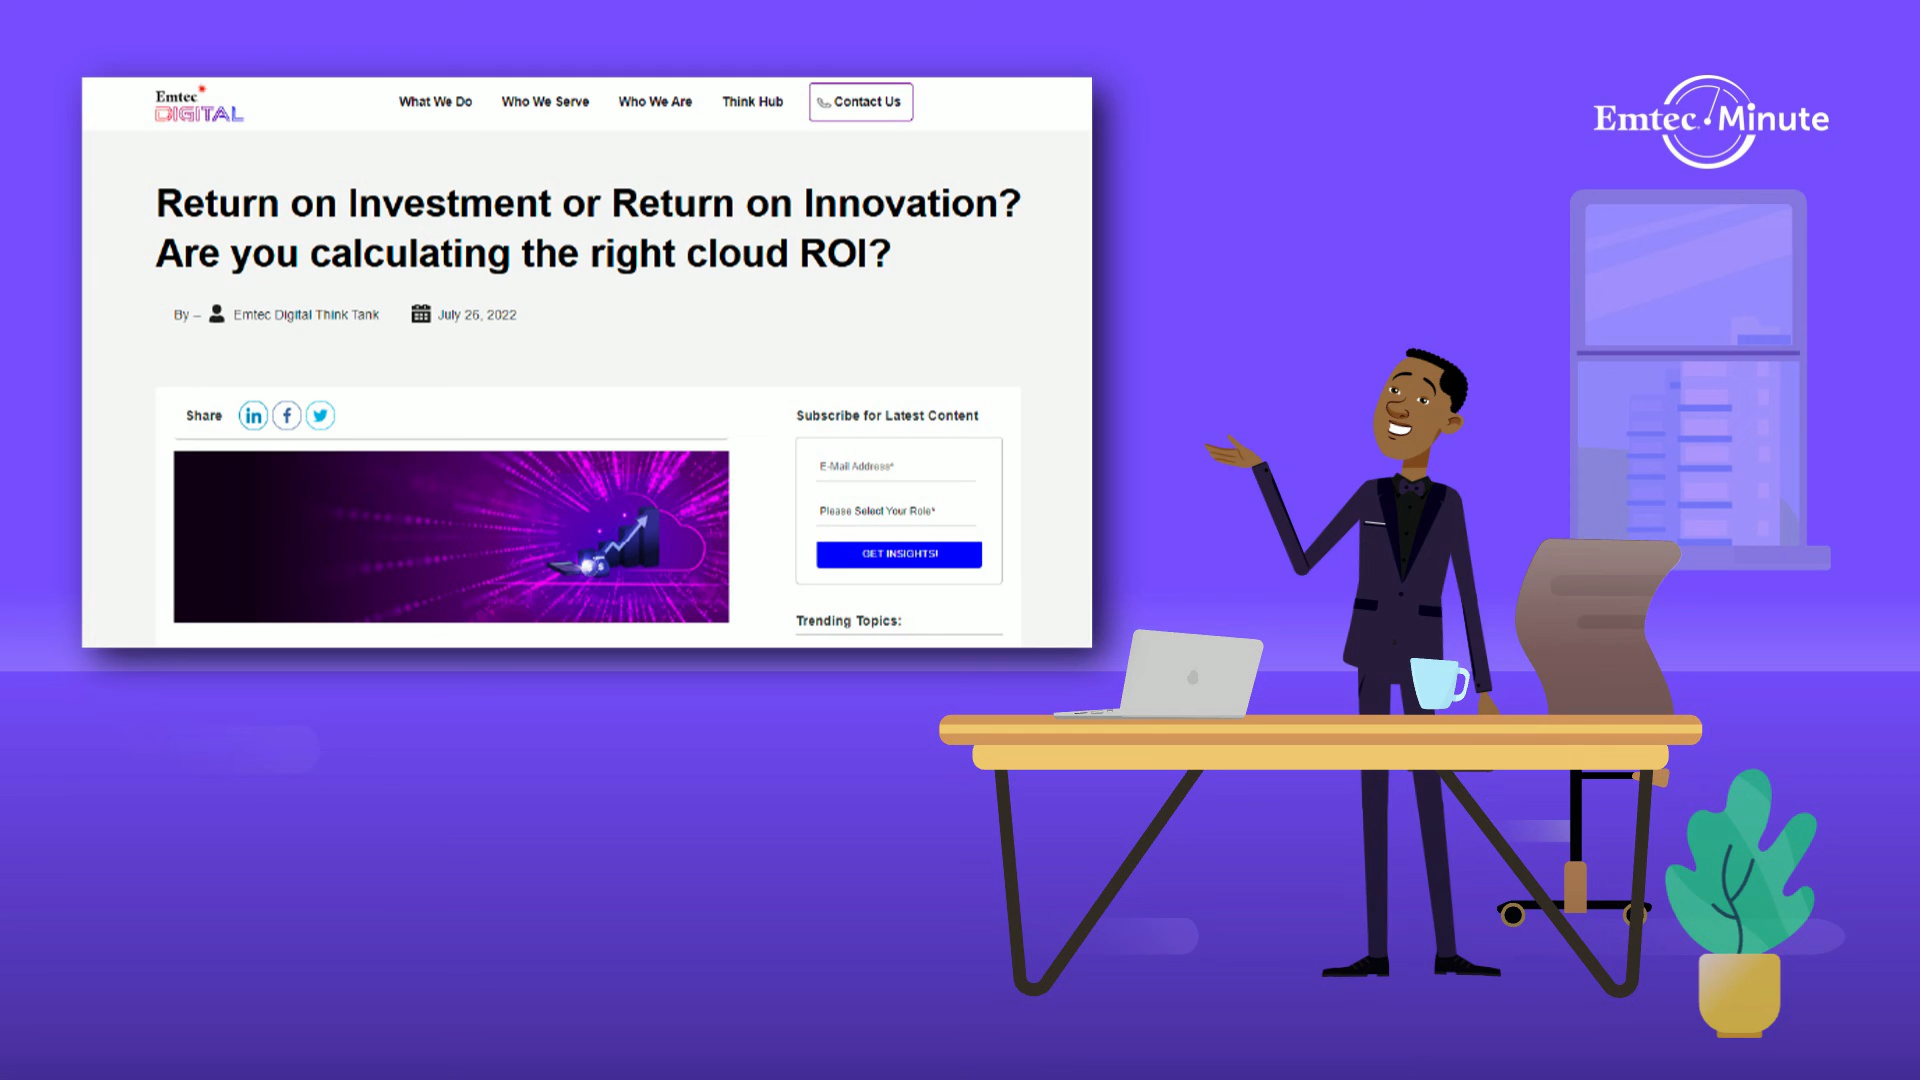 Emtec
DIGITAL
What We Do
Who We Serve
Who We Are
Think Hub
Contact Us
Emtec Minute
Return on Investment or Return on Innovation?
Are you calculating the right cloud ROI?
By – Emtec Digital Think Tank
July 26, 2022
Share
in f
Subscribe for Latest Content
E-Mail Address*
Please Select Your Role*
GET INSIGHTS!
Trending Topics: